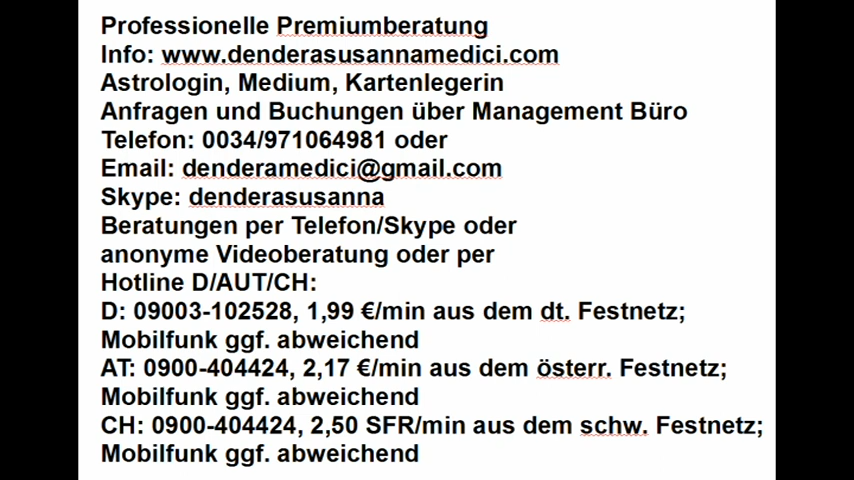 Professionelle Premiumberatung
Info: www.denderasusannamedici.com
Astrologin, Medium, Kartenlegerin
Anfragen und Buchungen über Management Büro
Telefon: 0034/971064981 oder
Email: denderamedici@gmail.com
Skype: denderasusanna
Beratungen per Telefon/Skype oder
anonyme Videoberatung oder per
Hotline D/AUT/CH:
D: 09003-102528, 1,99 €/min aus dem dt. Festnetz;
Mobilfunk ggf. abweichend
AT: 0900-404424, 2,17 €/min aus dem österr. Festnetz;
Mobilfunk ggf. abweichend
CH: 0900-404424, 2,50 SFR/min aus dem schw. Festnetz;
Mobilfunk ggf. abweichend